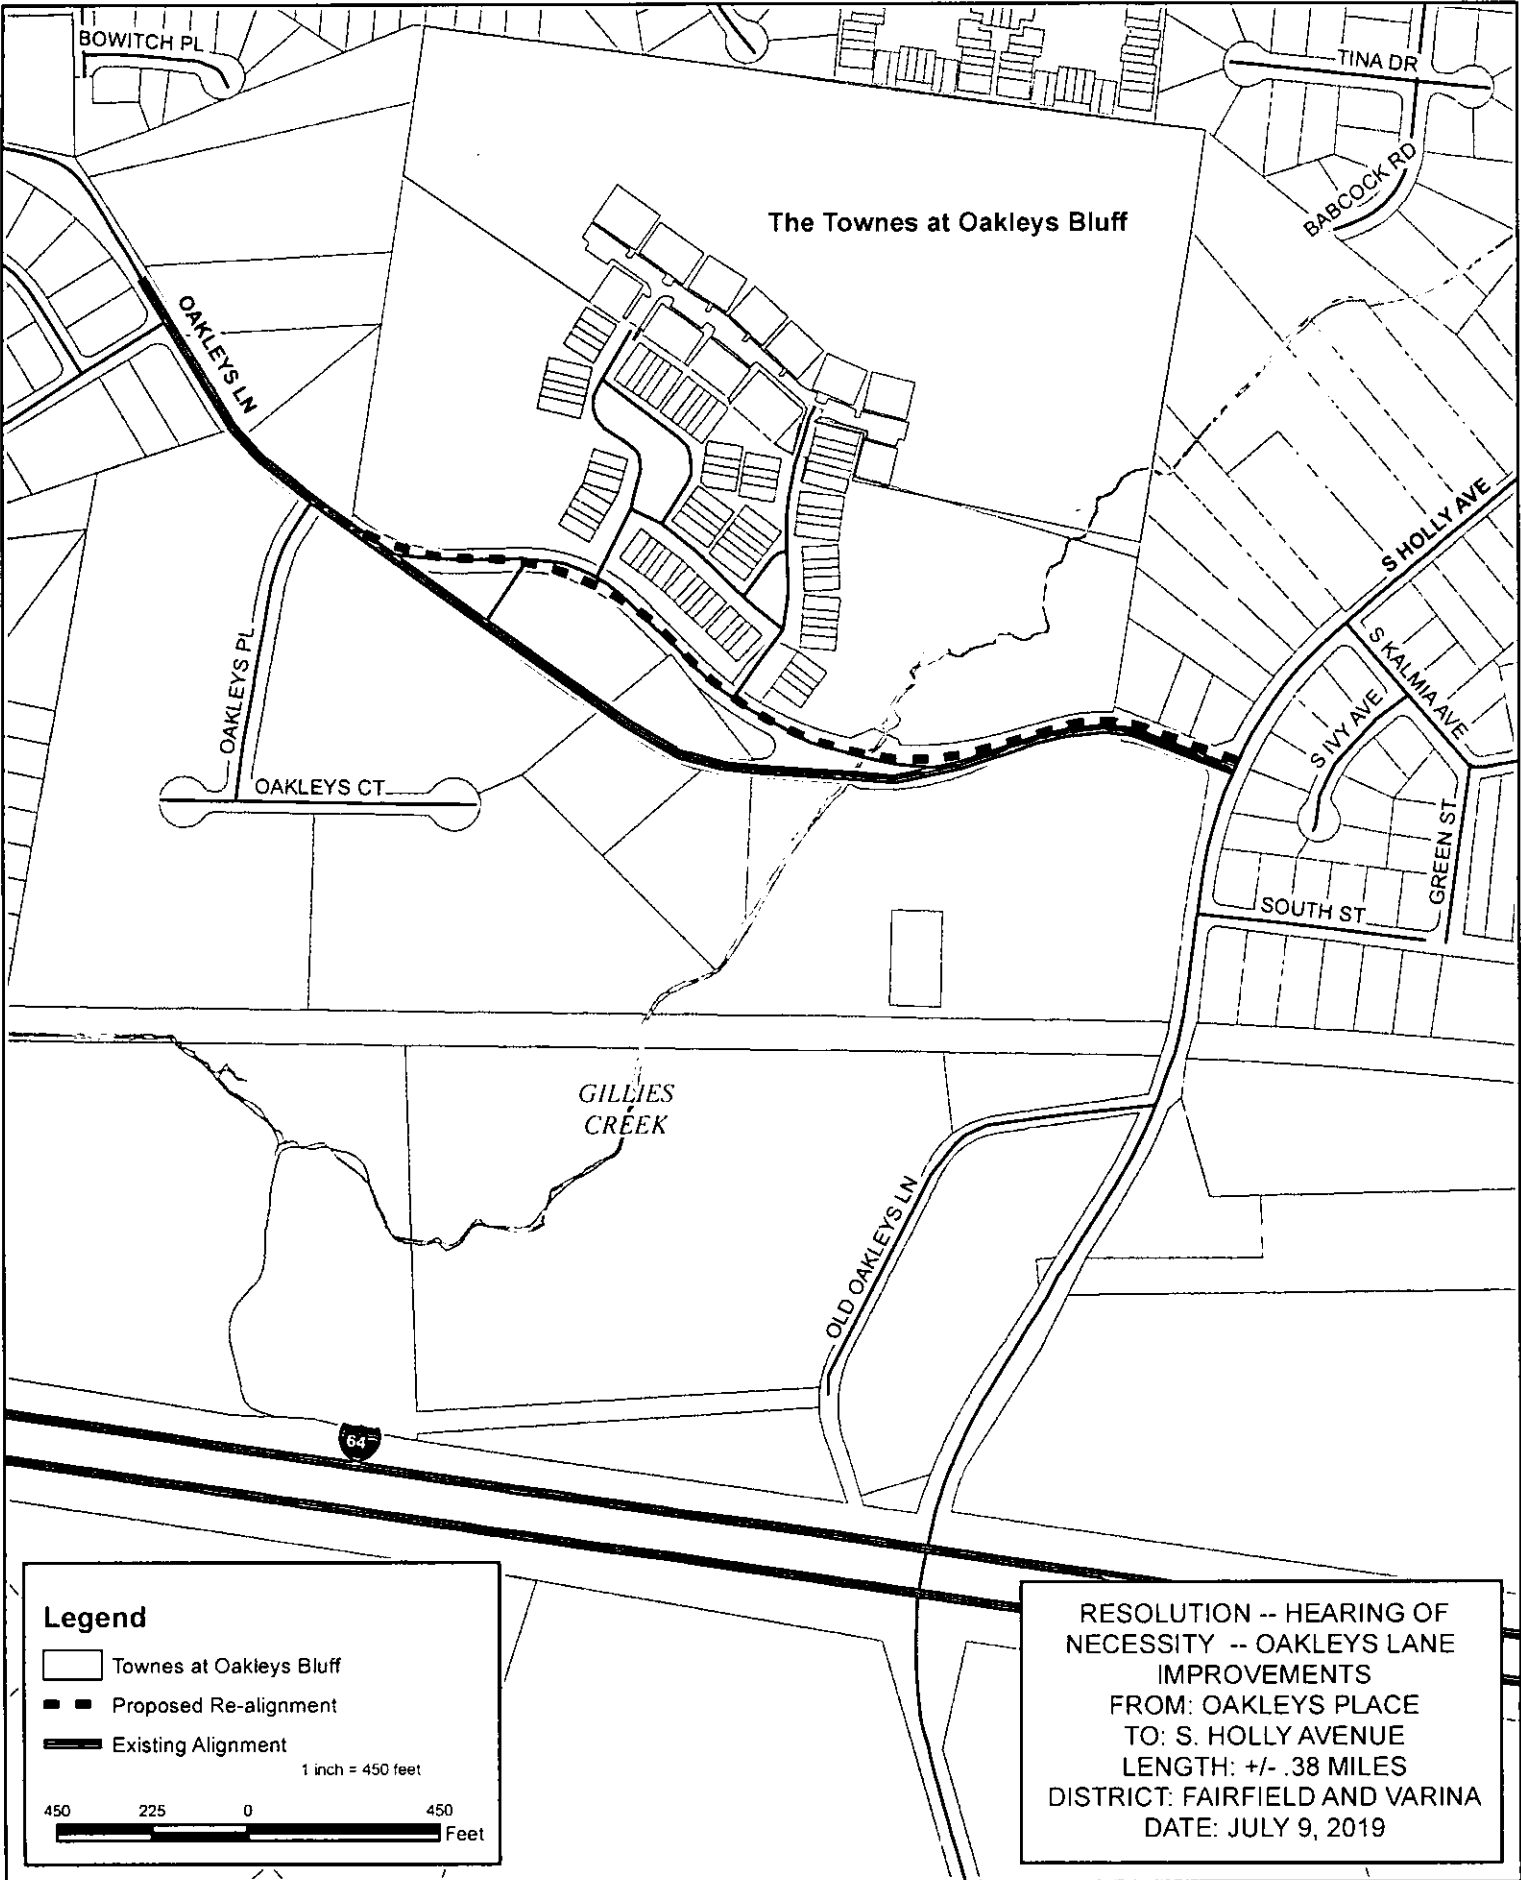 BOWITCH PL
TINA DR
BABCOCK RD
The Townes at Oakleys Bluff
OAKLEYS LN
S HOLLY AVE
S KALMIA AVE
S IVY AVE
OAKLEYS PL
OAKLEYS CT
GREEN ST
SOUTH ST
GILLIES
CREEK
OLD OAKLEYS LN
64
Legend
Townes at Oakleys Bluff
Proposed Re-alignment
Existing Alignment
1 inch = 450 feet
450 225 0 450
Feet
RESOLUTION -- HEARING OF
NECESSITY -- OAKLEYS LANE
IMPROVEMENTS
FROM: OAKLEYS PLACE
TO: S. HOLLY AVENUE
LENGTH: +/- .38 MILES
DISTRICT: FAIRFIELD AND VARINA
DATE: JULY 9, 2019